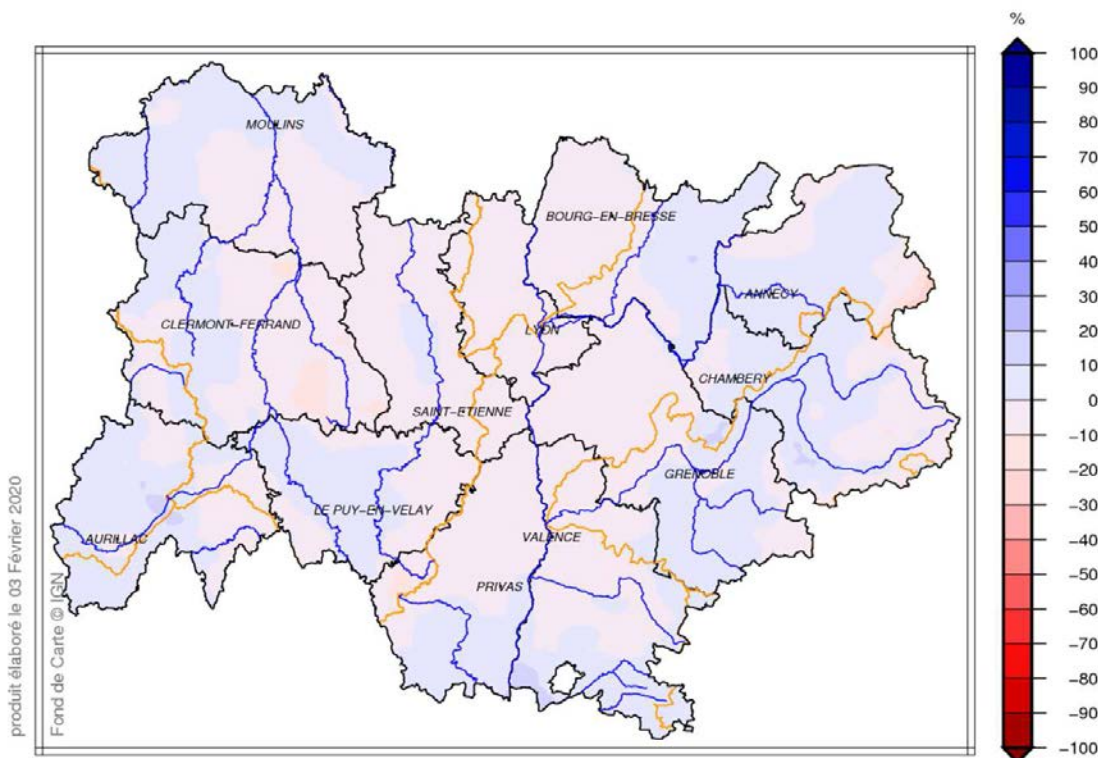 %
MOULINS
BOURG-EN-BRESSE
ANNECY
CLERMONT-FERRAND
LYON
CHAMBERY
SAINT-ETIENNE
GRENOBLE
LE PUY-EN-VELAY
AURILLAC
VALENCE
PRIVAS
100
90
80
70
60
50
40
30
20
10
0
-10
-20
-30
-40
-50
-60
-70
-80
-90
-100
produit élaboré le 03 Février 2020
Fond de Carte © IGN